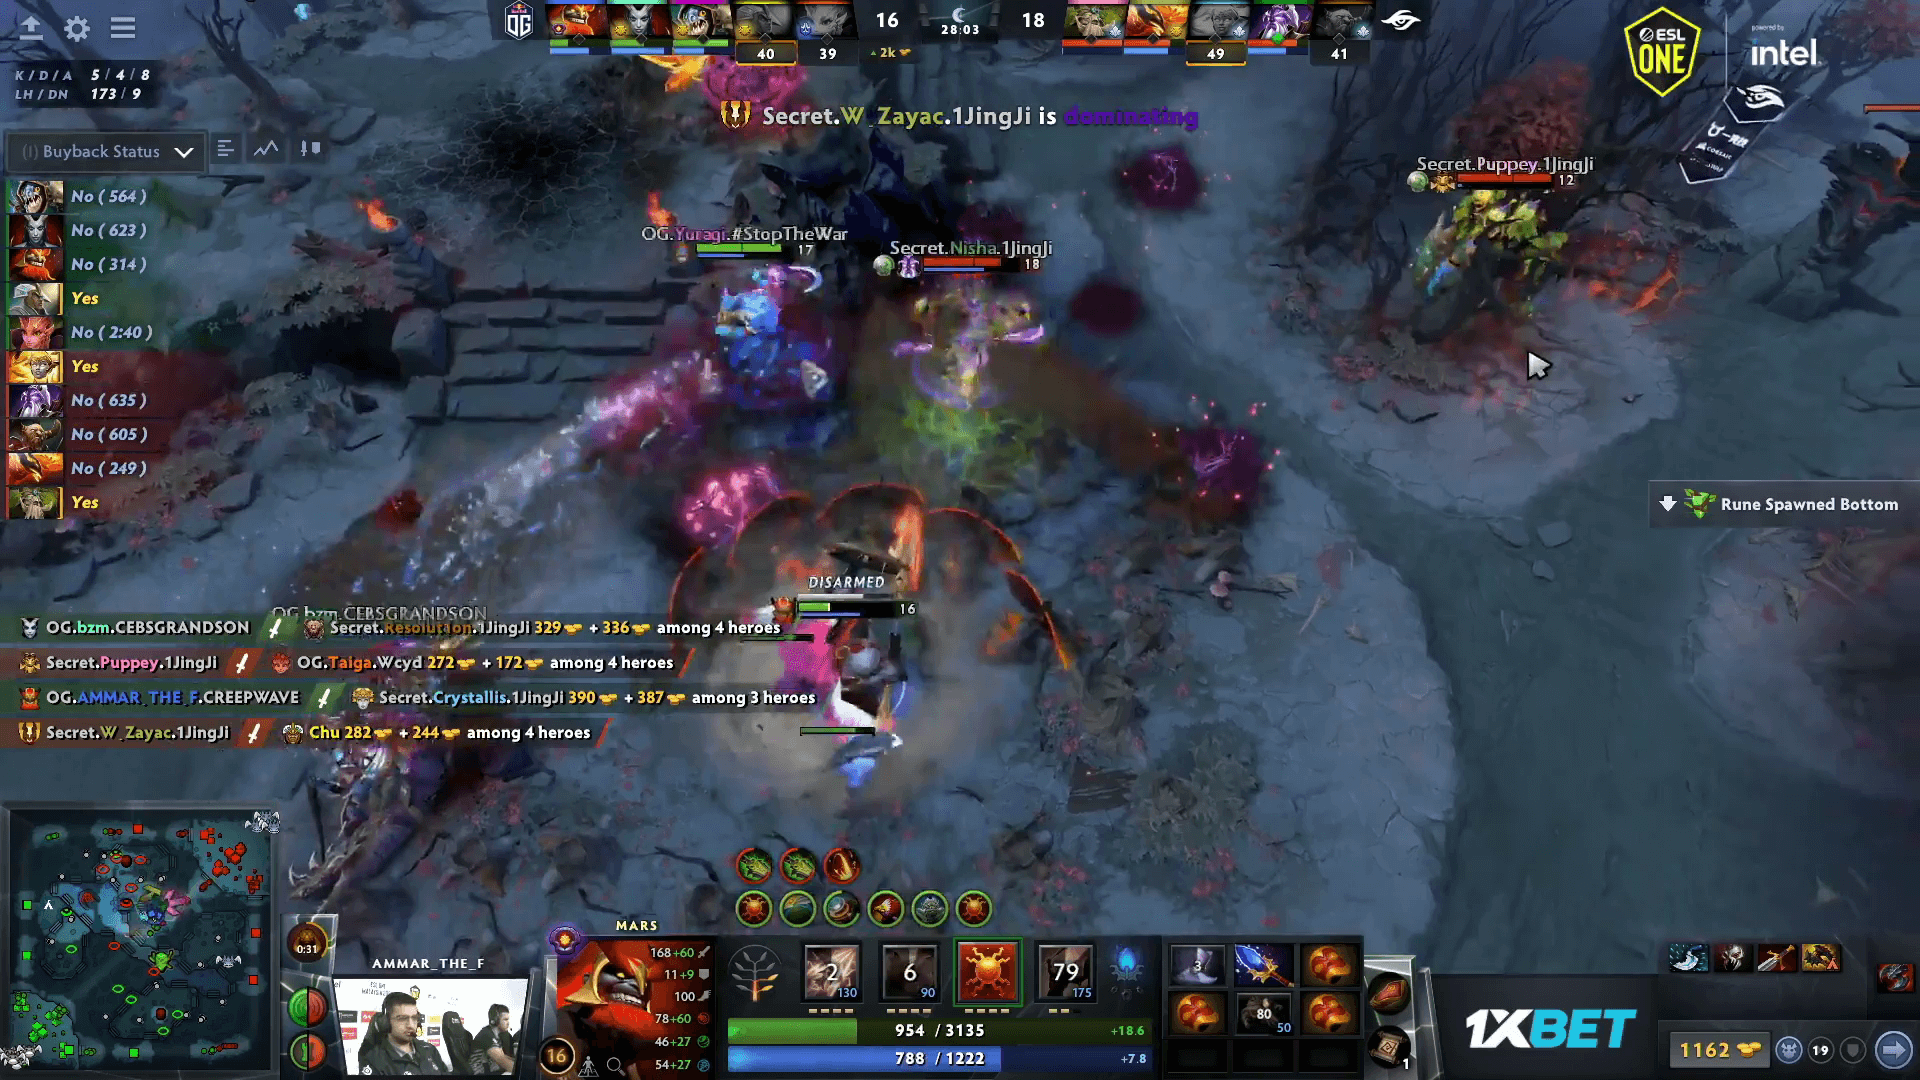 16
28:03
18
40
39
2k
49
41
K / D / A 5 / 4 / 8
LH / DN 173 / 9
ESL
ONE
powered by
intel
Secret.W_Zayac.1JingJi is dominating
(I) Buyback Status
No ( 564 )
No ( 623 )
No ( 314 )
Yes
No ( 2:40 )
Yes
No ( 635 )
No ( 605 )
No ( 249 )
Yes
Secret.Puppey.1JingJi
12
OG.Yuragi.#StopTheWar
17
Secret.Nisha.1JingJi
18
Rune Spawned Bottom
DISARMED
16
OG.bzm.CEBSGRANDSON
OG.bzm.CEBSGRANDSON Secret.Resolution.1JingJi 329 + 336 among 4 heroes
Secret.Puppey.1JingJi OG.Taiga.Wcyd 272 + 172 among 4 heroes
OG.AMMAR_THE_F.CREEPWAVE Secret.Crystallis.1JingJi 390 + 387 among 3 heroes
Secret.W_Zayac.1JingJi Chu 282 + 244 among 4 heroes
0:31
AMMAR_THE_F
MARS
168+60
11+9
100
78+60
46+27
54+27
16
2
130
6
90
79
175
954 / 3135
+18.6
788 / 1222
+7.8
3
80
50
1
1XBET
1162
19